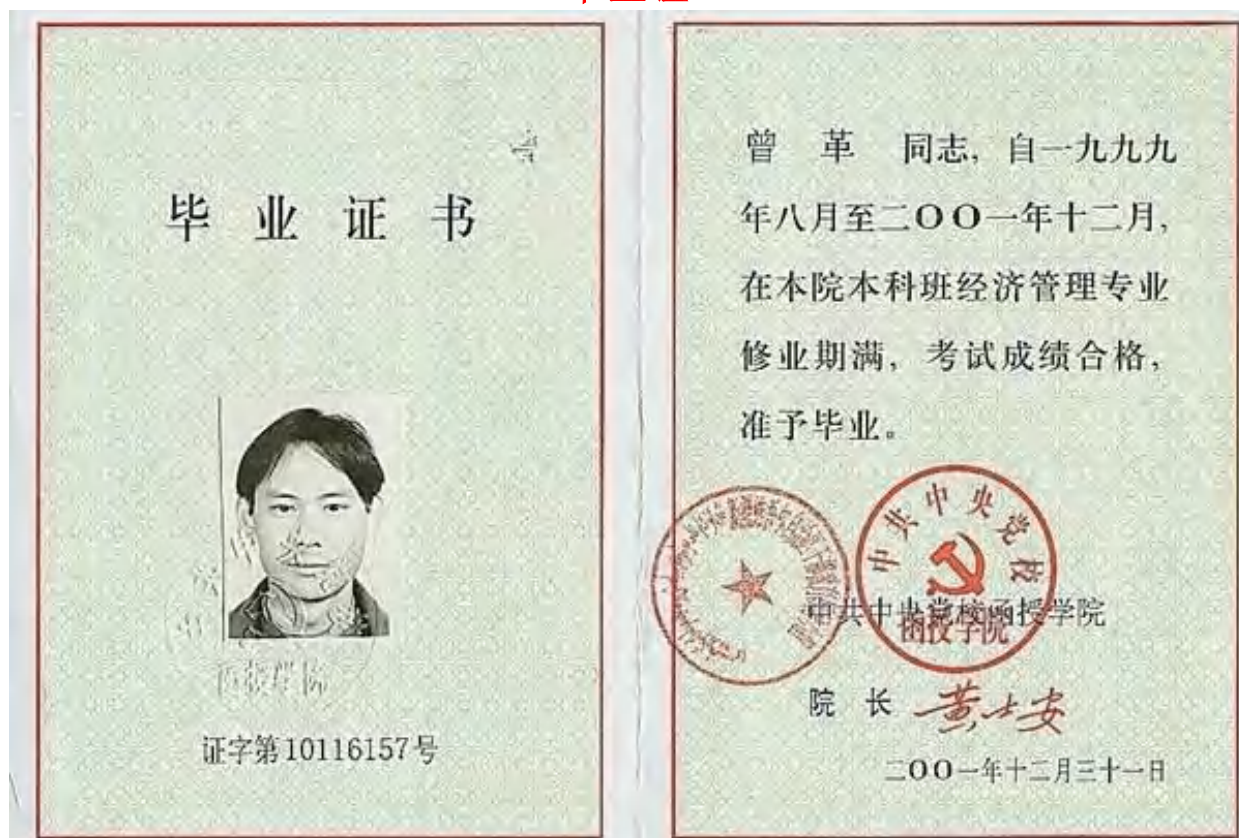 毕业证书
证字第10116157号
曾 革 同志, 自一九九九
年八月至二〇〇一年十二月,
在本院本科班经济管理专业
修业期满, 考试成绩合格,
准予毕业。
中共中央党校
函授学院
中共中央党校函授学院
院 长
二〇〇一年十二月三十一日